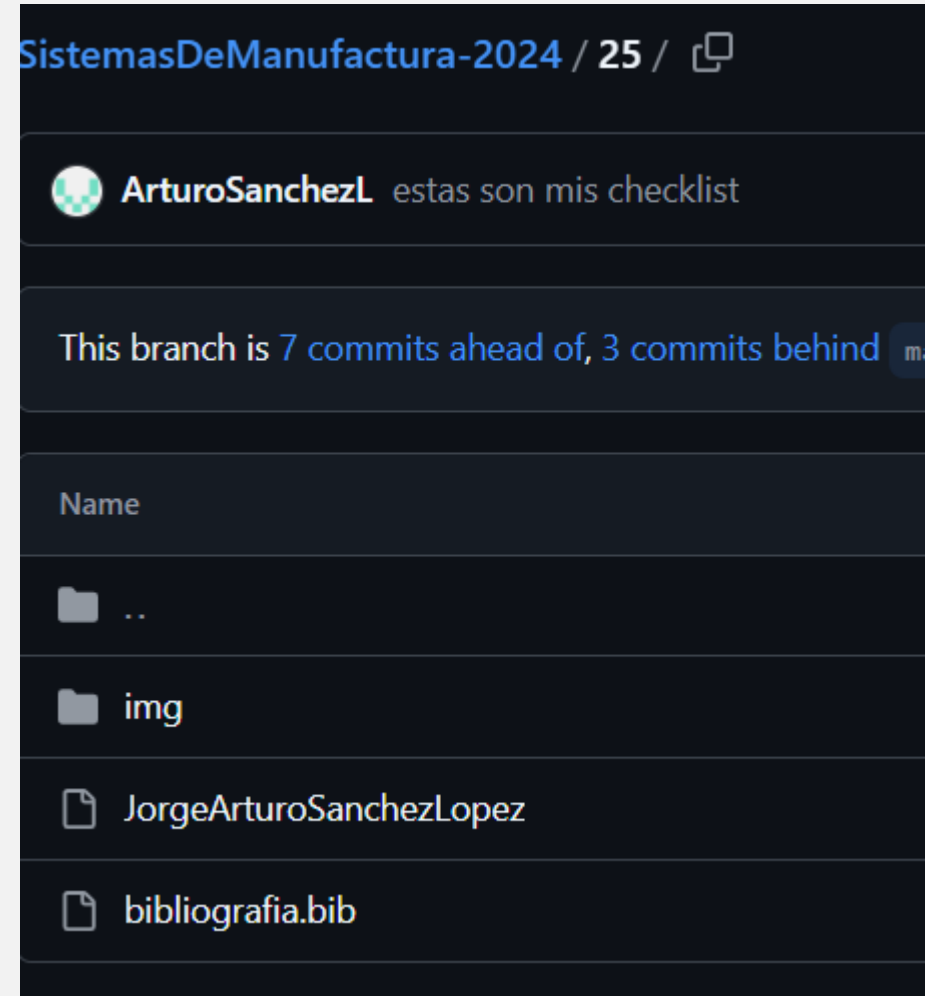 SistemasDeManufactura-2024 / 25 /
ArturoSanchezL estas son mis checklist
This branch is 7 commits ahead of, 3 commits behind
Name
..
img
JorgeArturoSanchezLopez
bibliografia.bib